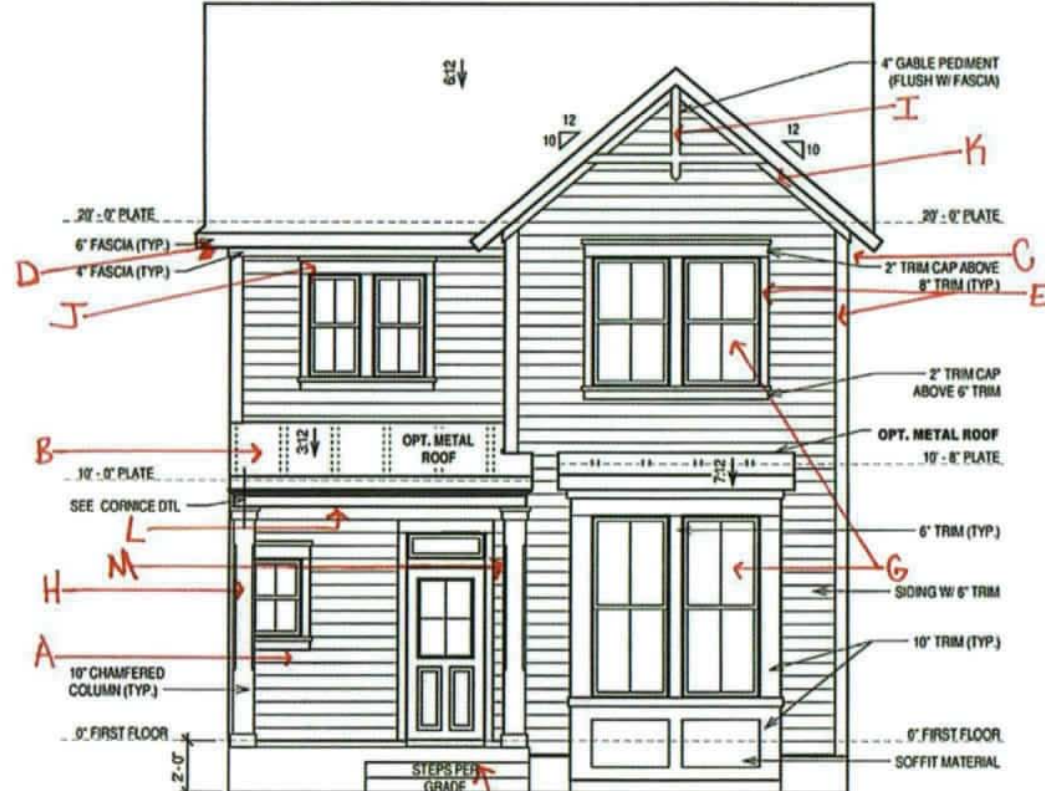 4" GABLE PEDIMENT
(FLUSH W/ FASCIA)
6:12
I
12
10
12
10
K
20' - 0" PLATE
20' - 0" PLATE
6" FASCIA (TYP.)
D
4" FASCIA (TYP.)
C
2" TRIM CAP ABOVE
8" TRIM (TYP.)
E
J
2" TRIM CAP
ABOVE 6" TRIM
B
3:12
OPT. METAL
ROOF
OPT. METAL ROOF
10' - 0" PLATE
10' - 8" PLATE
7:12
SEE CORNICE DTL
L
6" TRIM (TYP.)
M
G
H
SIDING W/ 6" TRIM
A
10" TRIM (TYP.)
10" CHAMFERED
COLUMN (TYP.)
0" FIRST FLOOR
0" FIRST FLOOR
2'-0"
SOFFIT MATERIAL
STEPS PER
GRADE